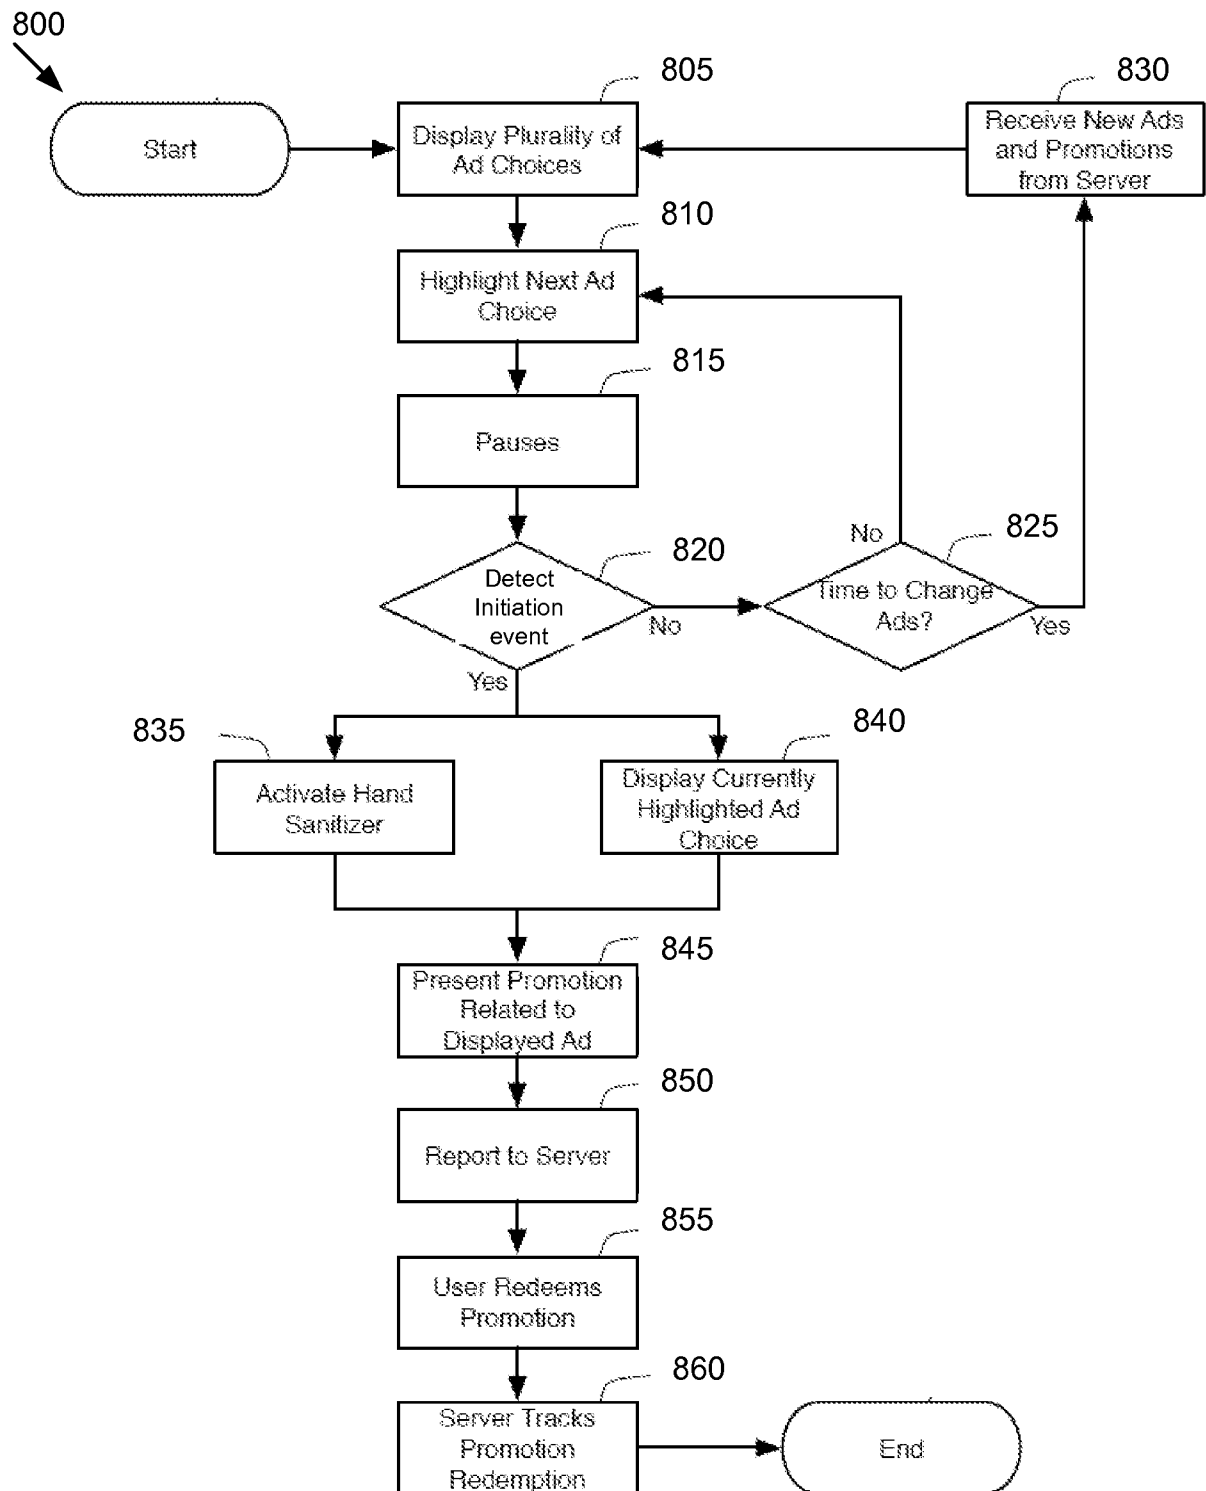 800
Start
805
Display Plurality of
Ad Choices
830
Receive New Ads
and Promotions
from Server
810
Highlight Next Ad
Choice
815
Pauses
820
Detect
Initiation
event
No
Yes
825
Time to Change
Ads?
No
Yes
835
Activate Hand
Sanitizer
840
Display Currently
Highlighted Ad
Choice
845
Present Promotion
Related to
Displayed Ad
850
Report to Server
855
User Redeems
Promotion
860
Server Tracks
Promotion
Redemption
End